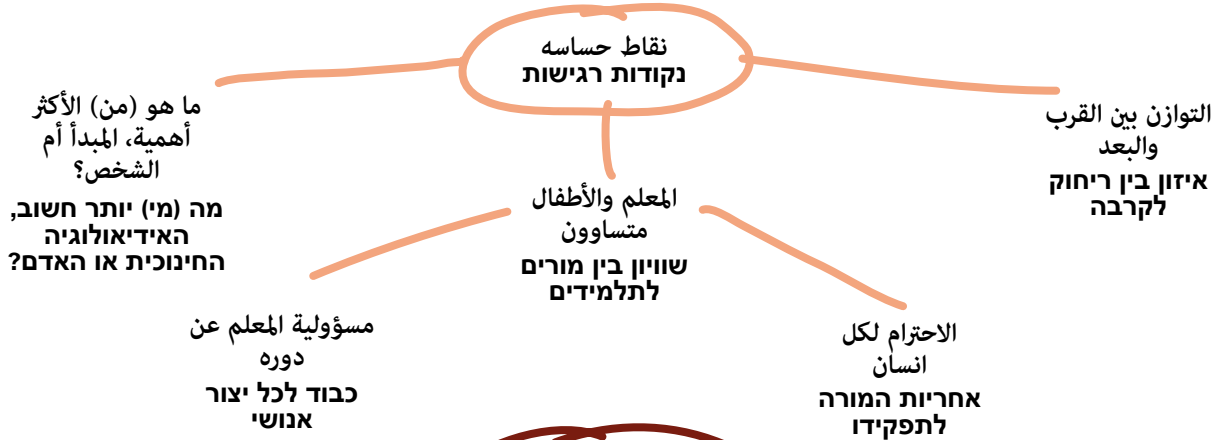 نقاط حساسه
נקודות רגישות
ما هو (من) الأكثر
أهمية، المبدأ أم
الشخص؟
מה (מי) יותר חשוב,
האידיאולוגיה
החינוכית או האדם?
المعلم والأطفال
متساوون
שוויון בין מורים
לתלמידים
التوازن بين القرب
والبعد
איזון בין ריחוק
לקרבה
مسؤولية المعلم عن
دوره
כבוד לכל יצור
אנושי
الاحترام لكل
انسان
אחריות המורה
לתפקידו